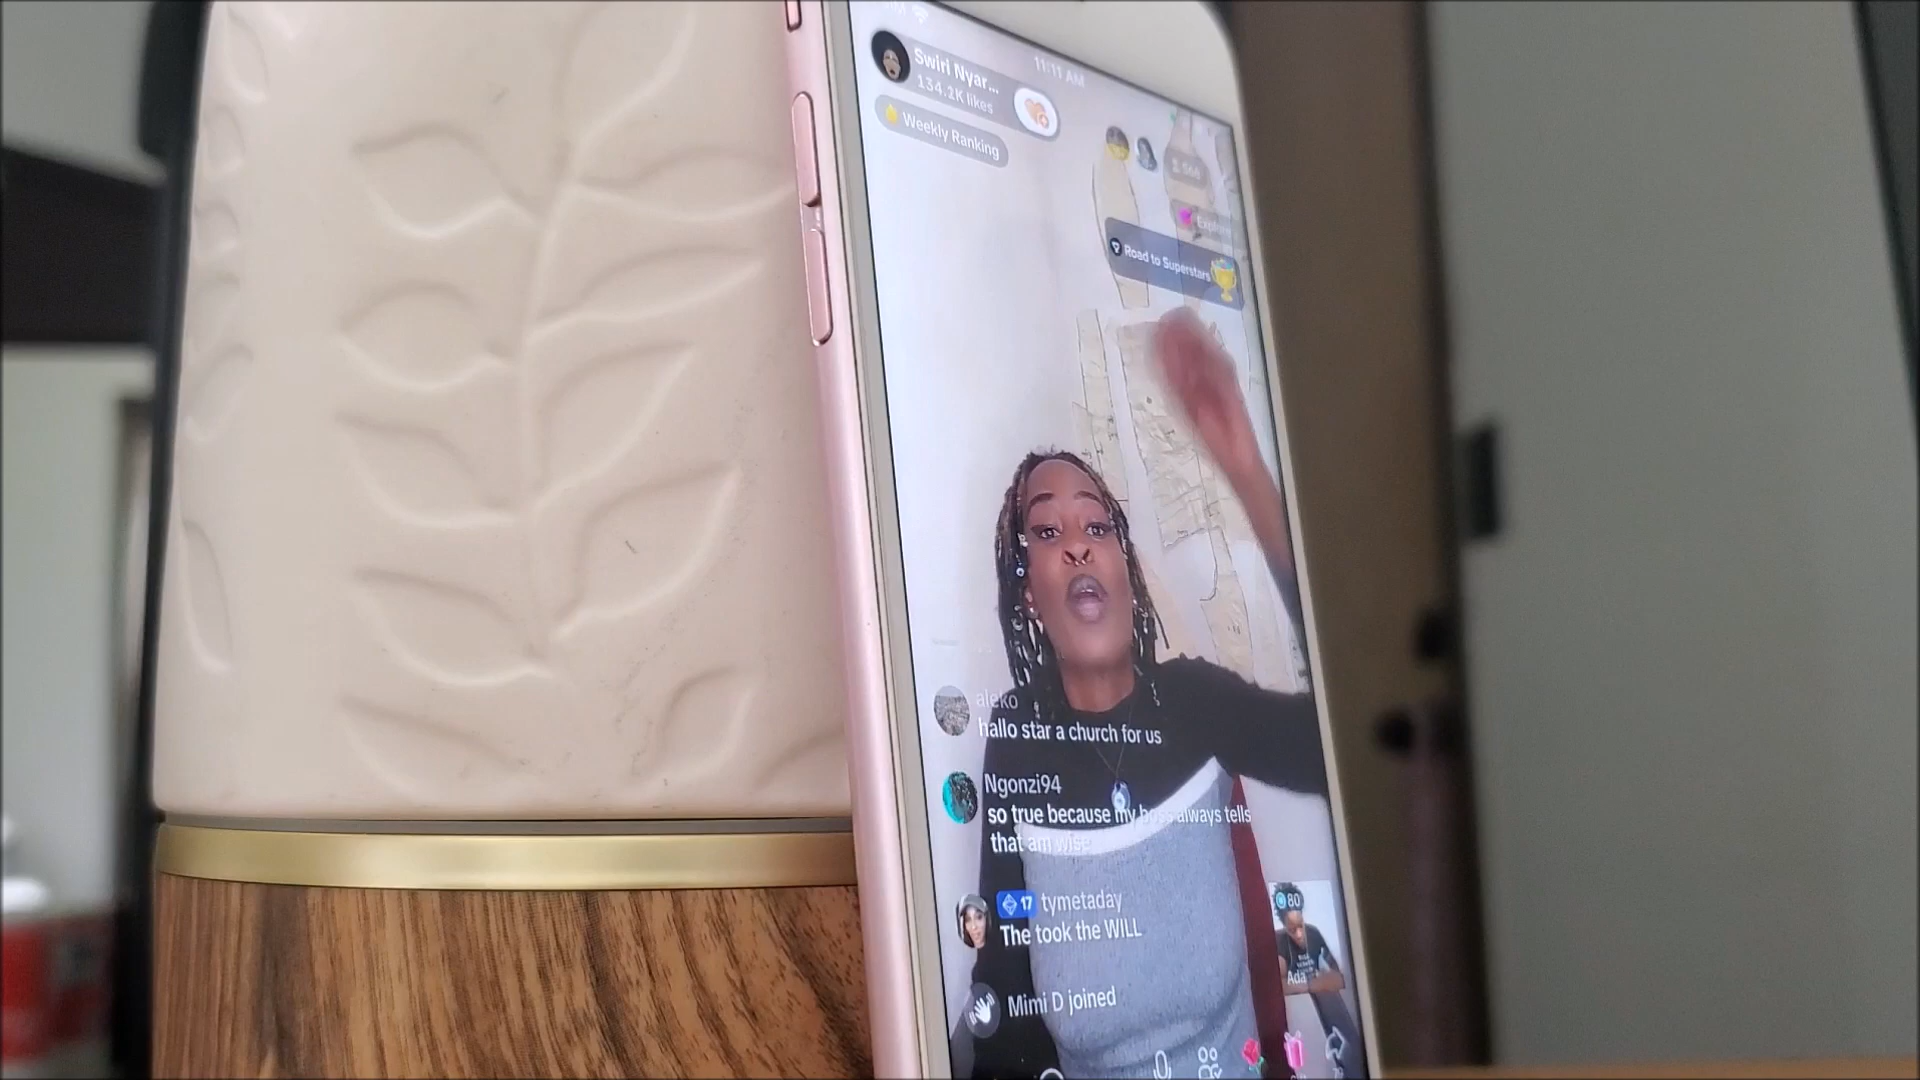 11:11 AM
Swiri Nyar...
134.2K likes
Weekly Ranking
Explore
Road to Superstars
aleko
hallo star a church for us
Ngonzi94
so true because my boss always tells
that am wise
17 tymetaday
The took the WILL
80
Ada
Mimi D joined